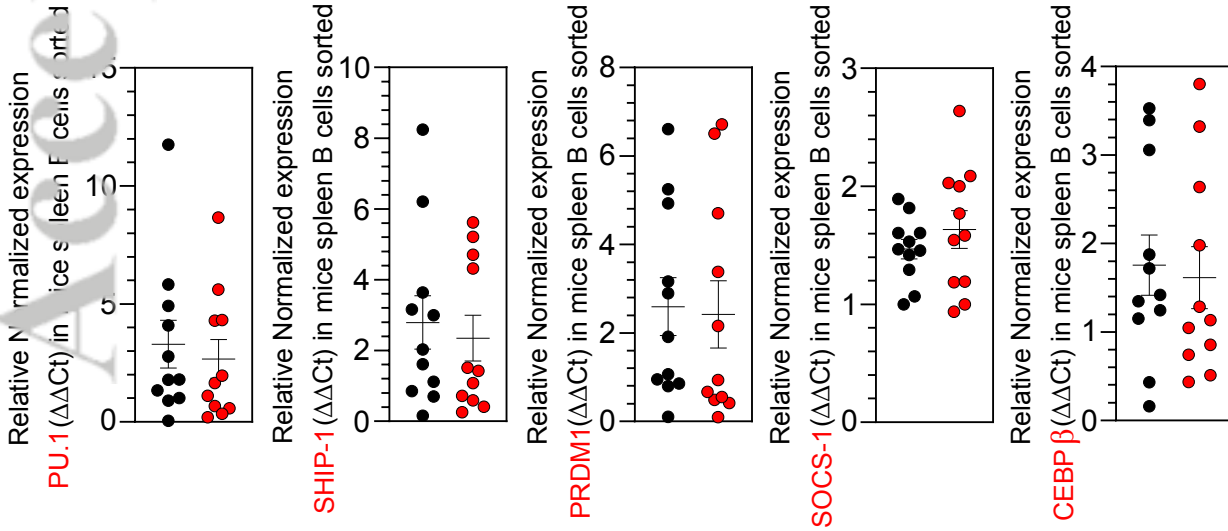 Acce
Relative Normalized expression
PU.1 (ΔΔCt) in mice spleen B cells sorted
15
10
5
0
Relative Normalized expression
SHIP-1 (ΔΔCt) in mice spleen B cells sorted
10
8
6
4
2
0
Relative Normalized expression
PRDM1(ΔΔCt) in mice spleen B cells sorted
8
6
4
2
0
Relative Normalized expression
SOCS-1 (ΔΔCt) in mice spleen B cells sorted
3
2
1
0
Relative Normalized expression
CEBPβ(ΔΔCt) in mice spleen B cells sorted
4
3
2
1
0